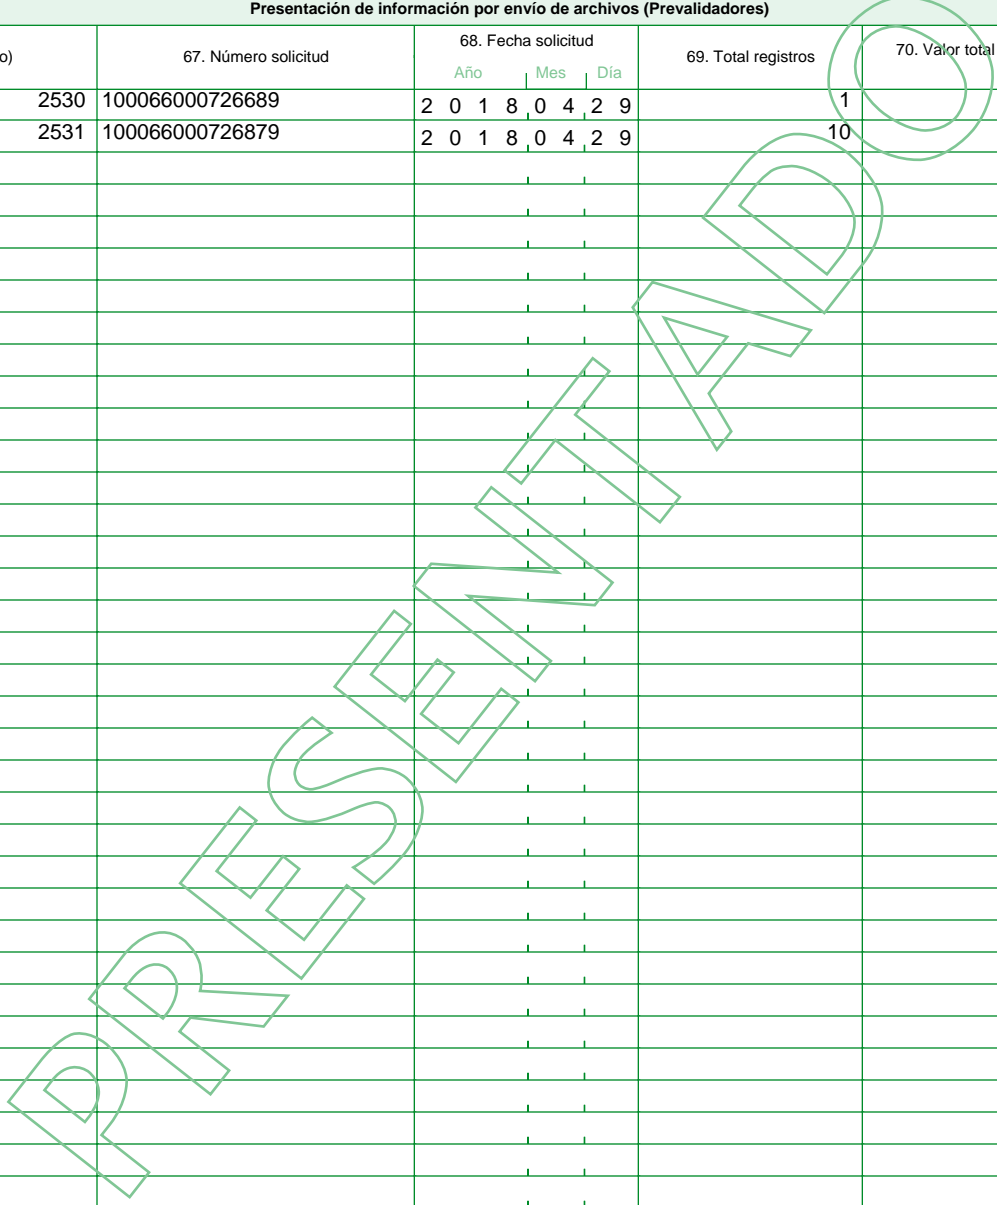 Presentación de información por envío de archivos (Prevalidadores)
o) 67. Número solicitud 68. Fecha solicitud 69. Total registros 70. Valor total
Año Mes Día
2530 100066000726689 2 0 1 8 0 4 2 9 1
2531 100066000726879 2 0 1 8 0 4 2 9 10
PRESENTADO